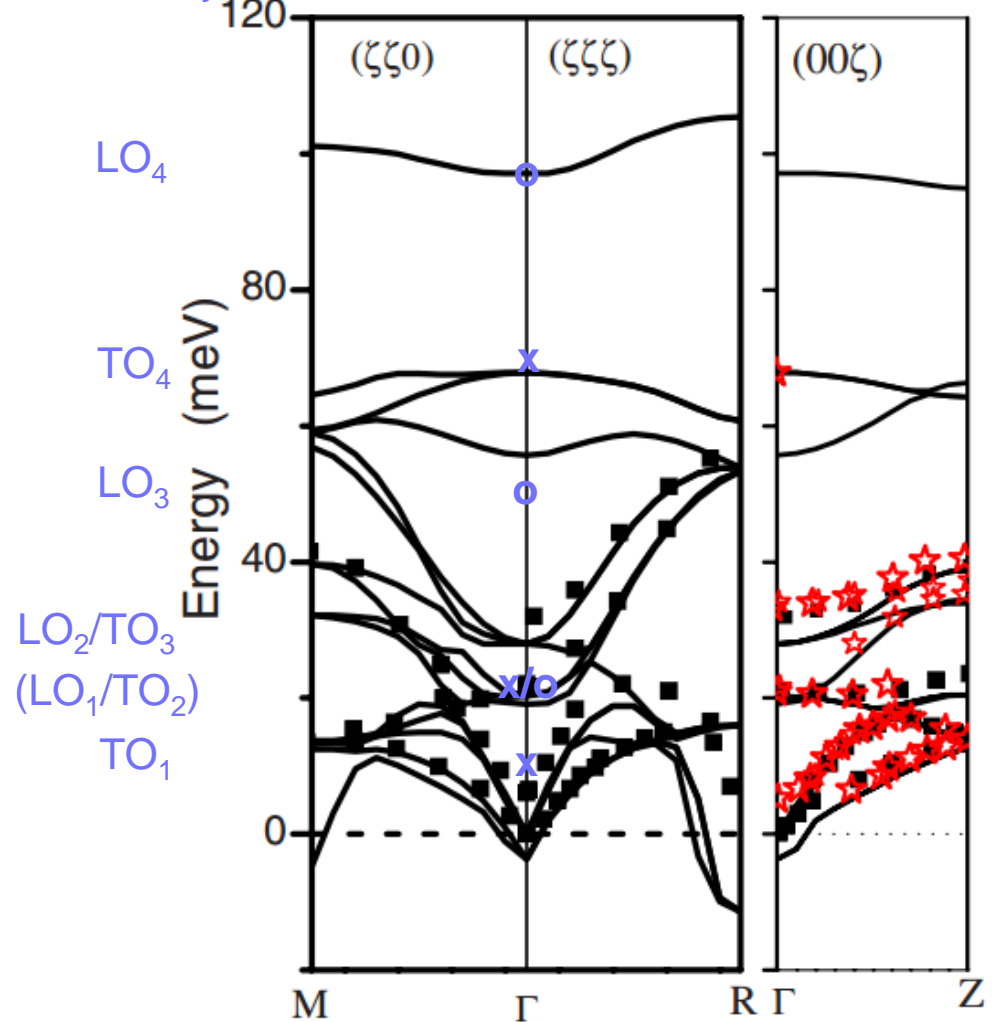 120
(ζζ0)
(ζζζ)
(00ζ)
LO4
o
80
Energy (meV)
TO4
x
LO3
o
40
LO2/TO3
(LO1/TO2)
x/o
TO1
x
0
M
Γ
R
Γ
Z